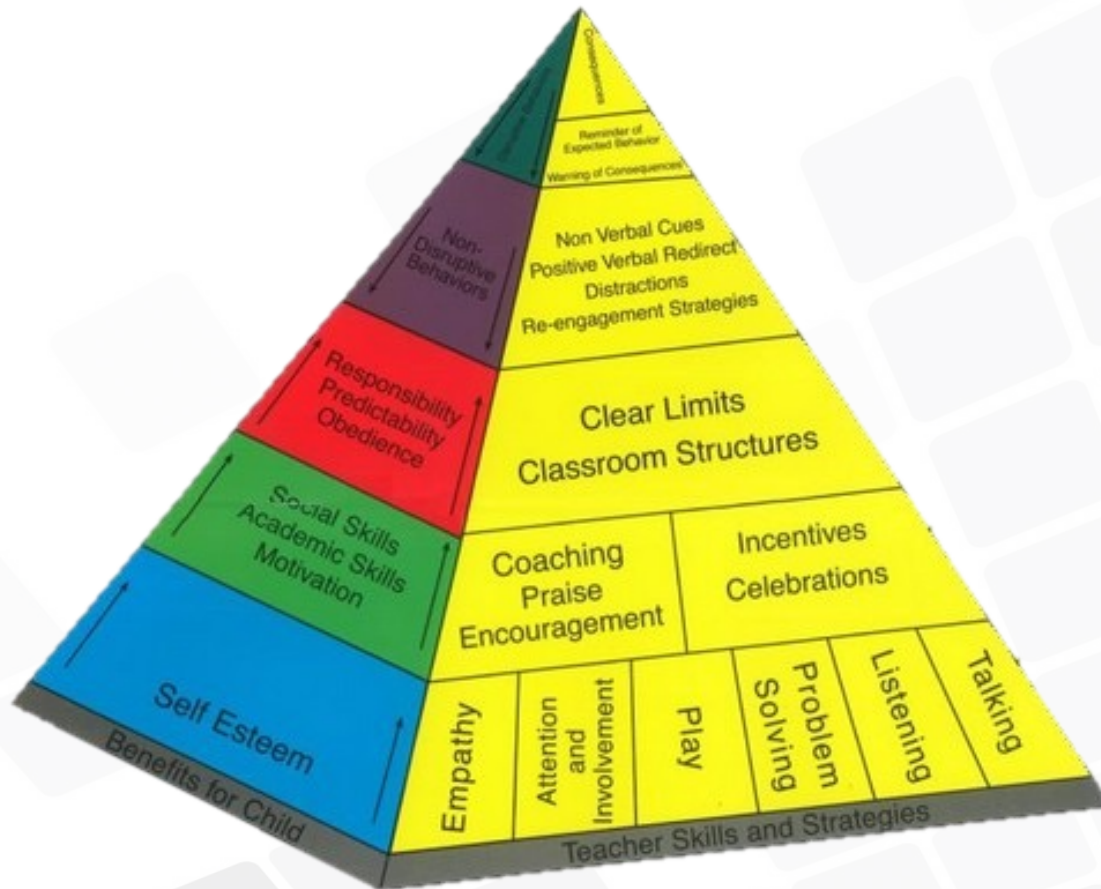 Consequences
Reminder of
Expected Behavior
Warning of Consequences
Non-
Disruptive
Behaviors
Non Verbal Cues
Positive Verbal Redirect
Distractions
Re-engagement Strategies
Responsibility
Predictability
Obedience
Clear Limits
Classroom Structures
Social Skills
Academic Skills
Motivation
Coaching
Praise
Encouragement
Incentives
Celebrations
Self Esteem
Empathy
Attention
and
Involvement
Play
Problem
Solving
Listening
Talking
Benefits for Child
Teacher Skills and Strategies